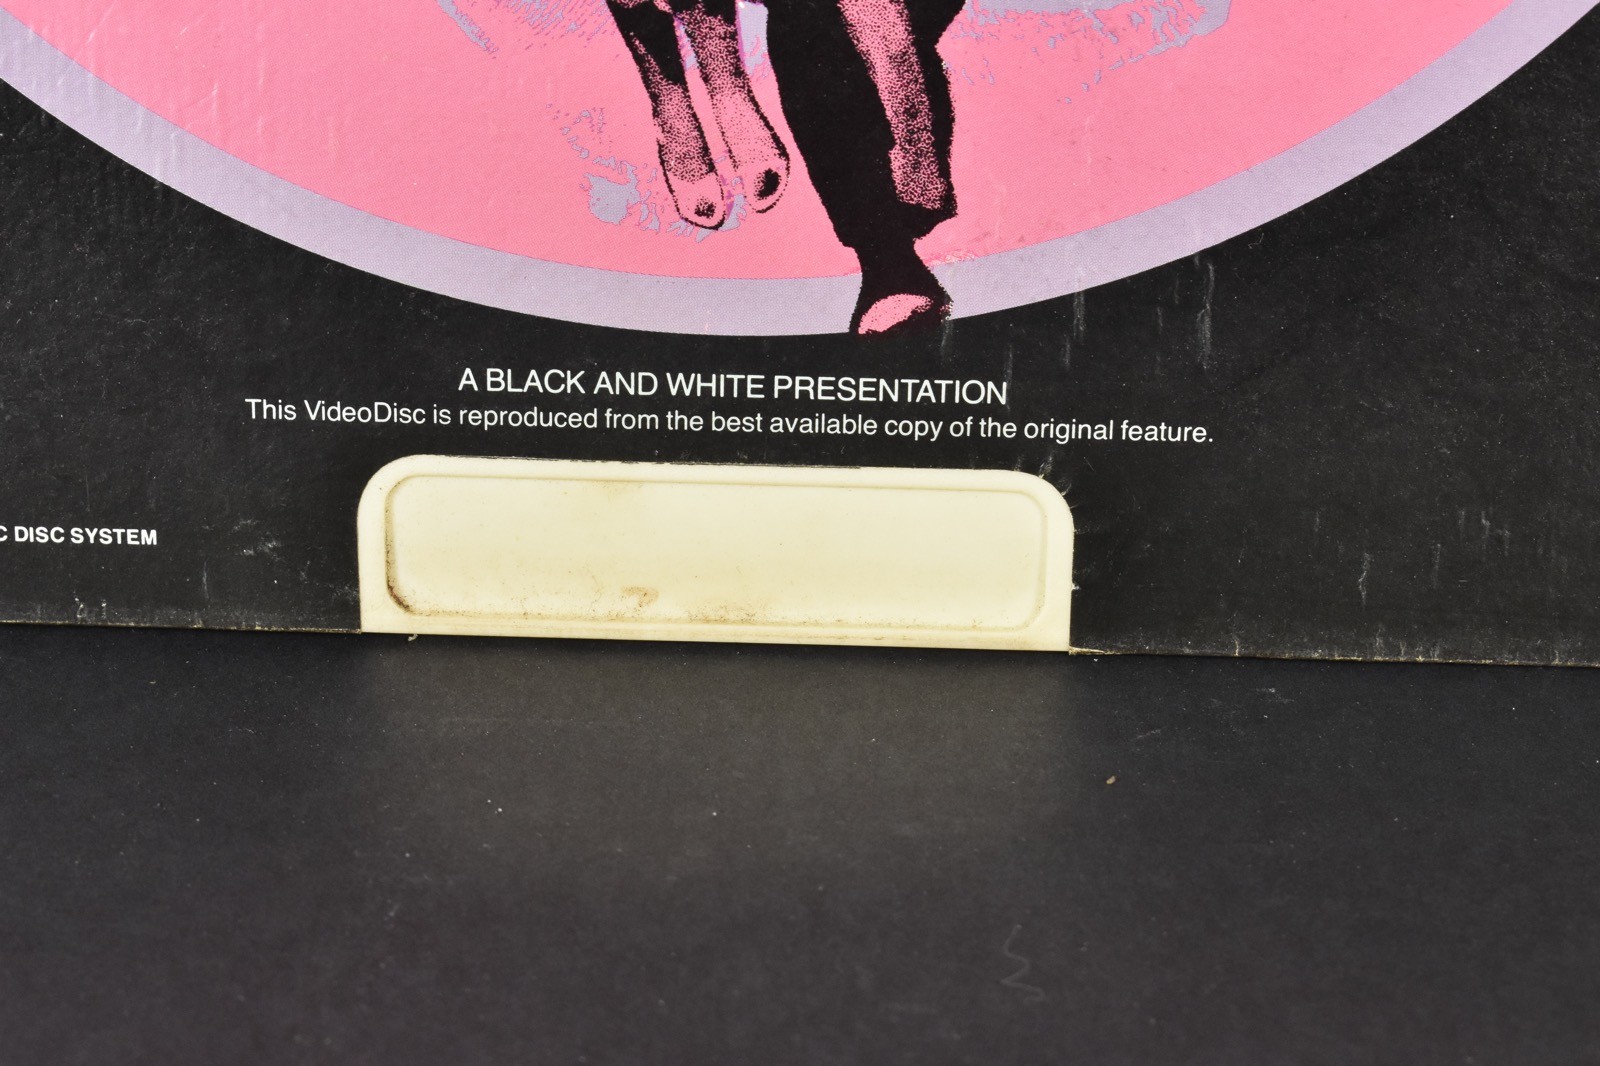 A BLACK AND WHITE PRESENTATION
This VideoDisc is reproduced from the best available copy of the original feature.
DISC SYSTEM